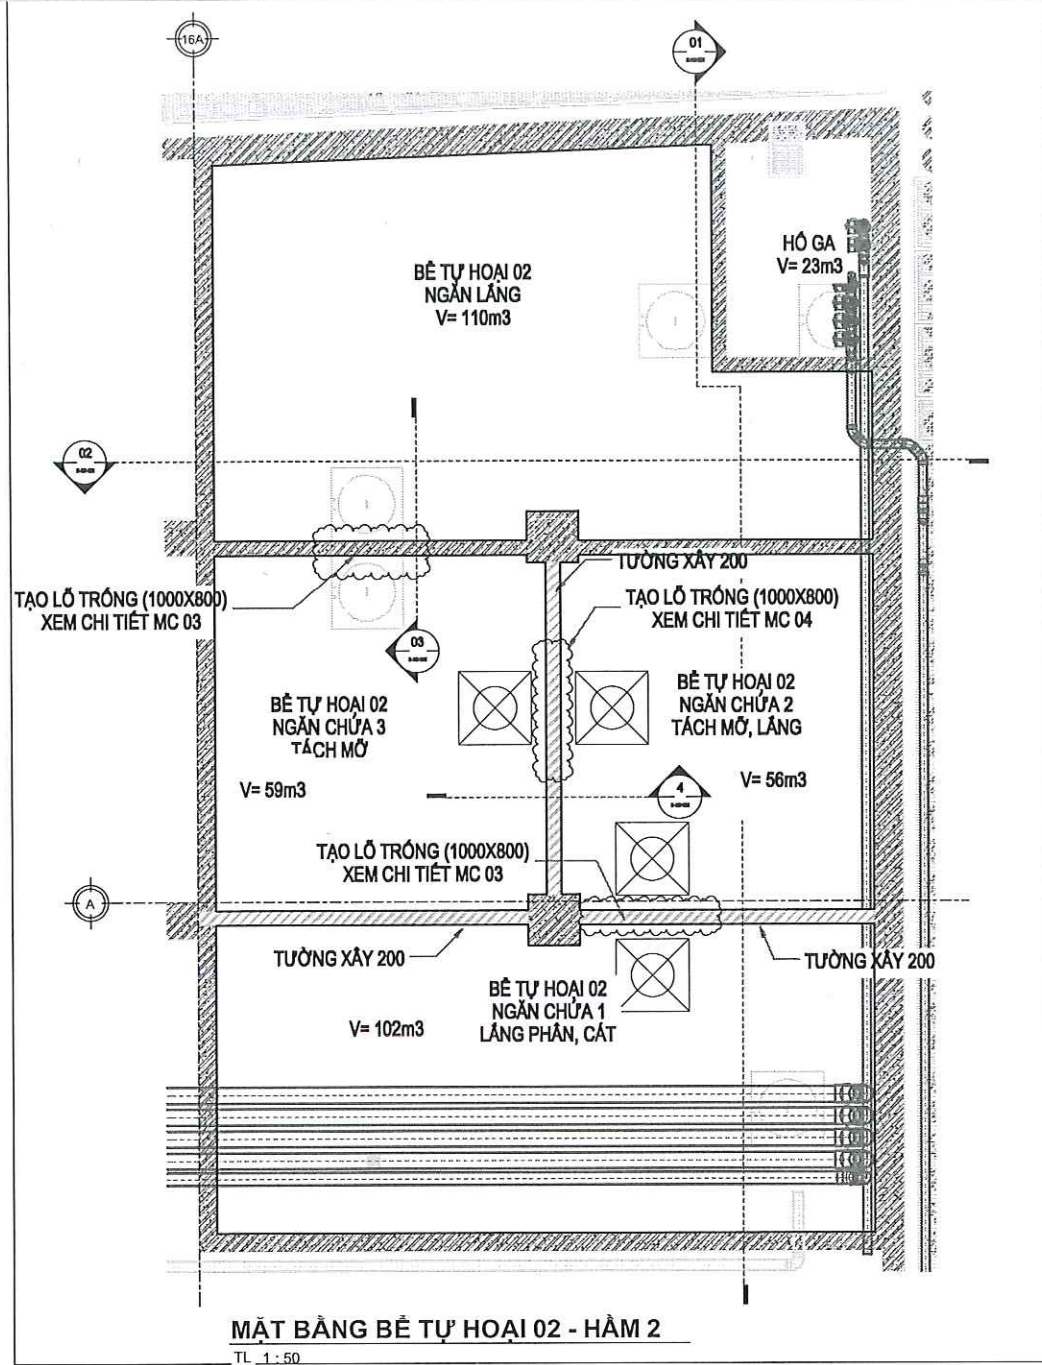 16A
01
BỂ TỰ HOẠI 02
NGĂN LẮNG
V= 110m3
HỐ GA
V= 23m3
02
TƯỜNG XÂY 200
TẠO LỖ TRỐNG (1000X800)
XEM CHI TIẾT MC 03
TẠO LỖ TRỐNG (1000X800)
XEM CHI TIẾT MC 04
03
BỂ TỰ HOẠI 02
NGĂN CHỨA 3
TÁCH MỠ
V= 59m3
BỂ TỰ HOẠI 02
NGĂN CHỨA 2
TÁCH MỠ, LẮNG
V= 56m3
4
TẠO LỖ TRỐNG (1000X800)
XEM CHI TIẾT MC 03
A
TƯỜNG XÂY 200
TƯỜNG XÂY 200
BỂ TỰ HOẠI 02
NGĂN CHỨA 1
LẮNG PHÂN, CÁT
V= 102m3
MẶT BẰNG BỂ TỰ HOẠI 02 - HẦM 2
TL 1 : 50